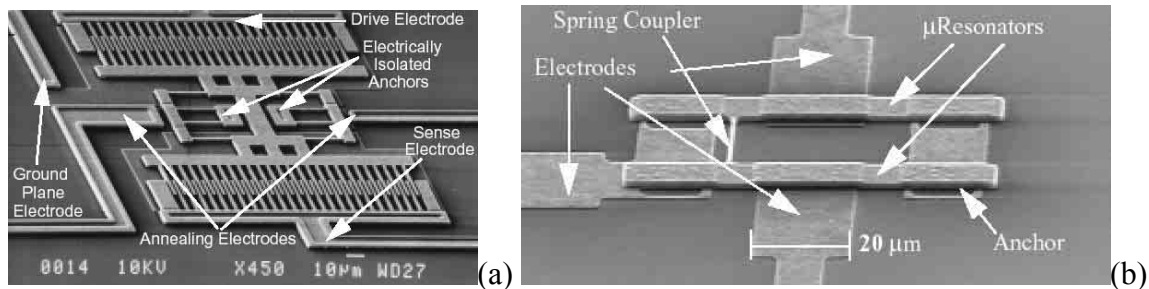 Drive Electrode
Electrically
Isolated
Anchors
Sense
Electrode
Ground
Plane
Electrode
Annealing Electrodes
0014 10KV X450 10µm WD27
(a)
Spring Coupler
µResonators
Electrodes
20 µm
Anchor
(b)